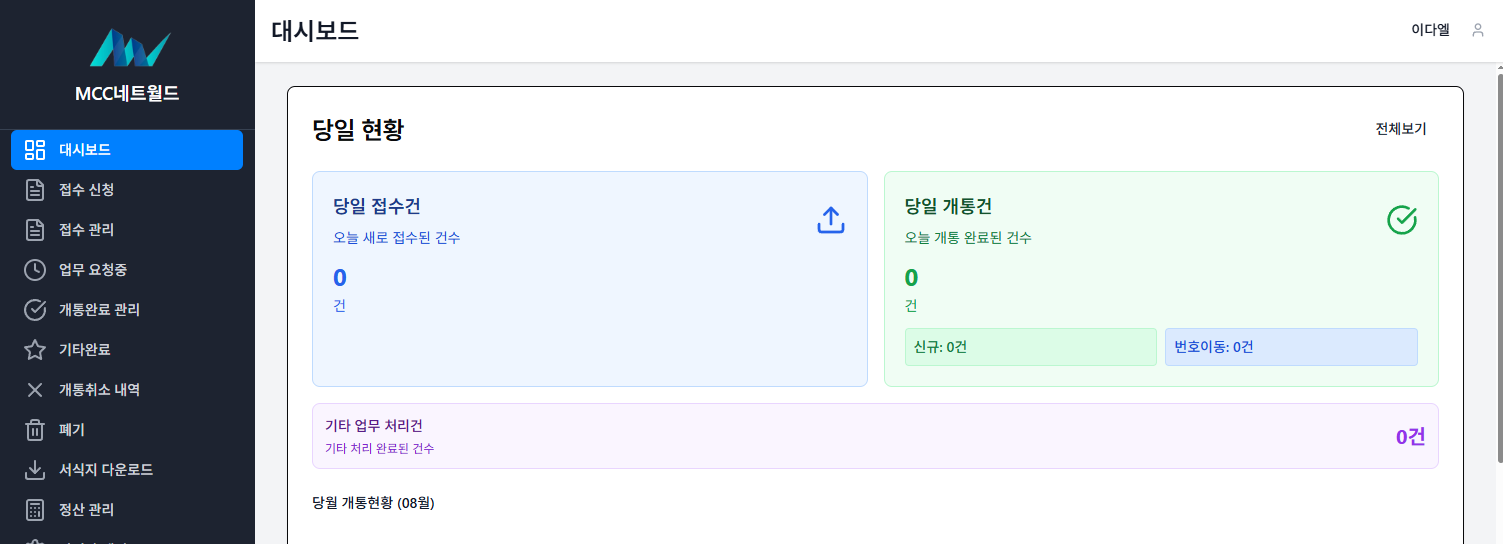 MCC네트월드
대시보드
접수 신청
접수 관리
업무 요청중
개통완료 관리
기타완료
개통취소 내역
폐기
서식지 다운로드
정산 관리
대시보드
이다엘
당일 현황
전체보기
당일 접수건
오늘 새로 접수된 건수
0
건
당일 개통건
오늘 개통 완료된 건수
0
건
신규: 0건
번호이동: 0건
기타 업무 처리건
기타 처리 완료된 건수
0건
당월 개통현황 (08월)